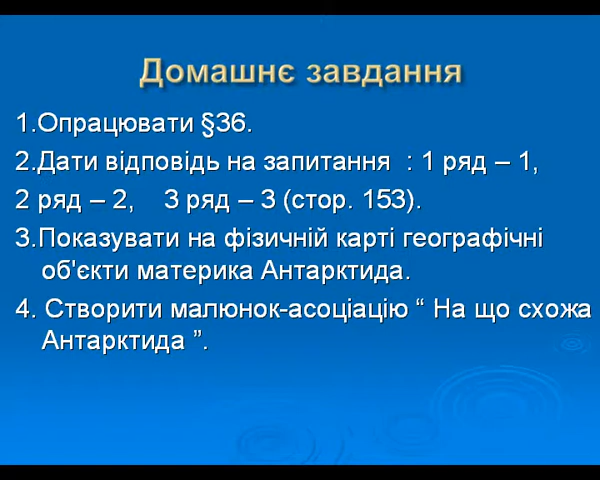 Домашнє завдання
1.Опрацювати §36.
2.Дати відповідь на запитання : 1 ряд – 1,
2 ряд – 2, 3 ряд – 3 (стор. 153).
3.Показувати на фізичній карті географічні
об'єкти материка Антарктида.
4. Створити малюнок-асоціацію “ На що схожа
Антарктида ”.